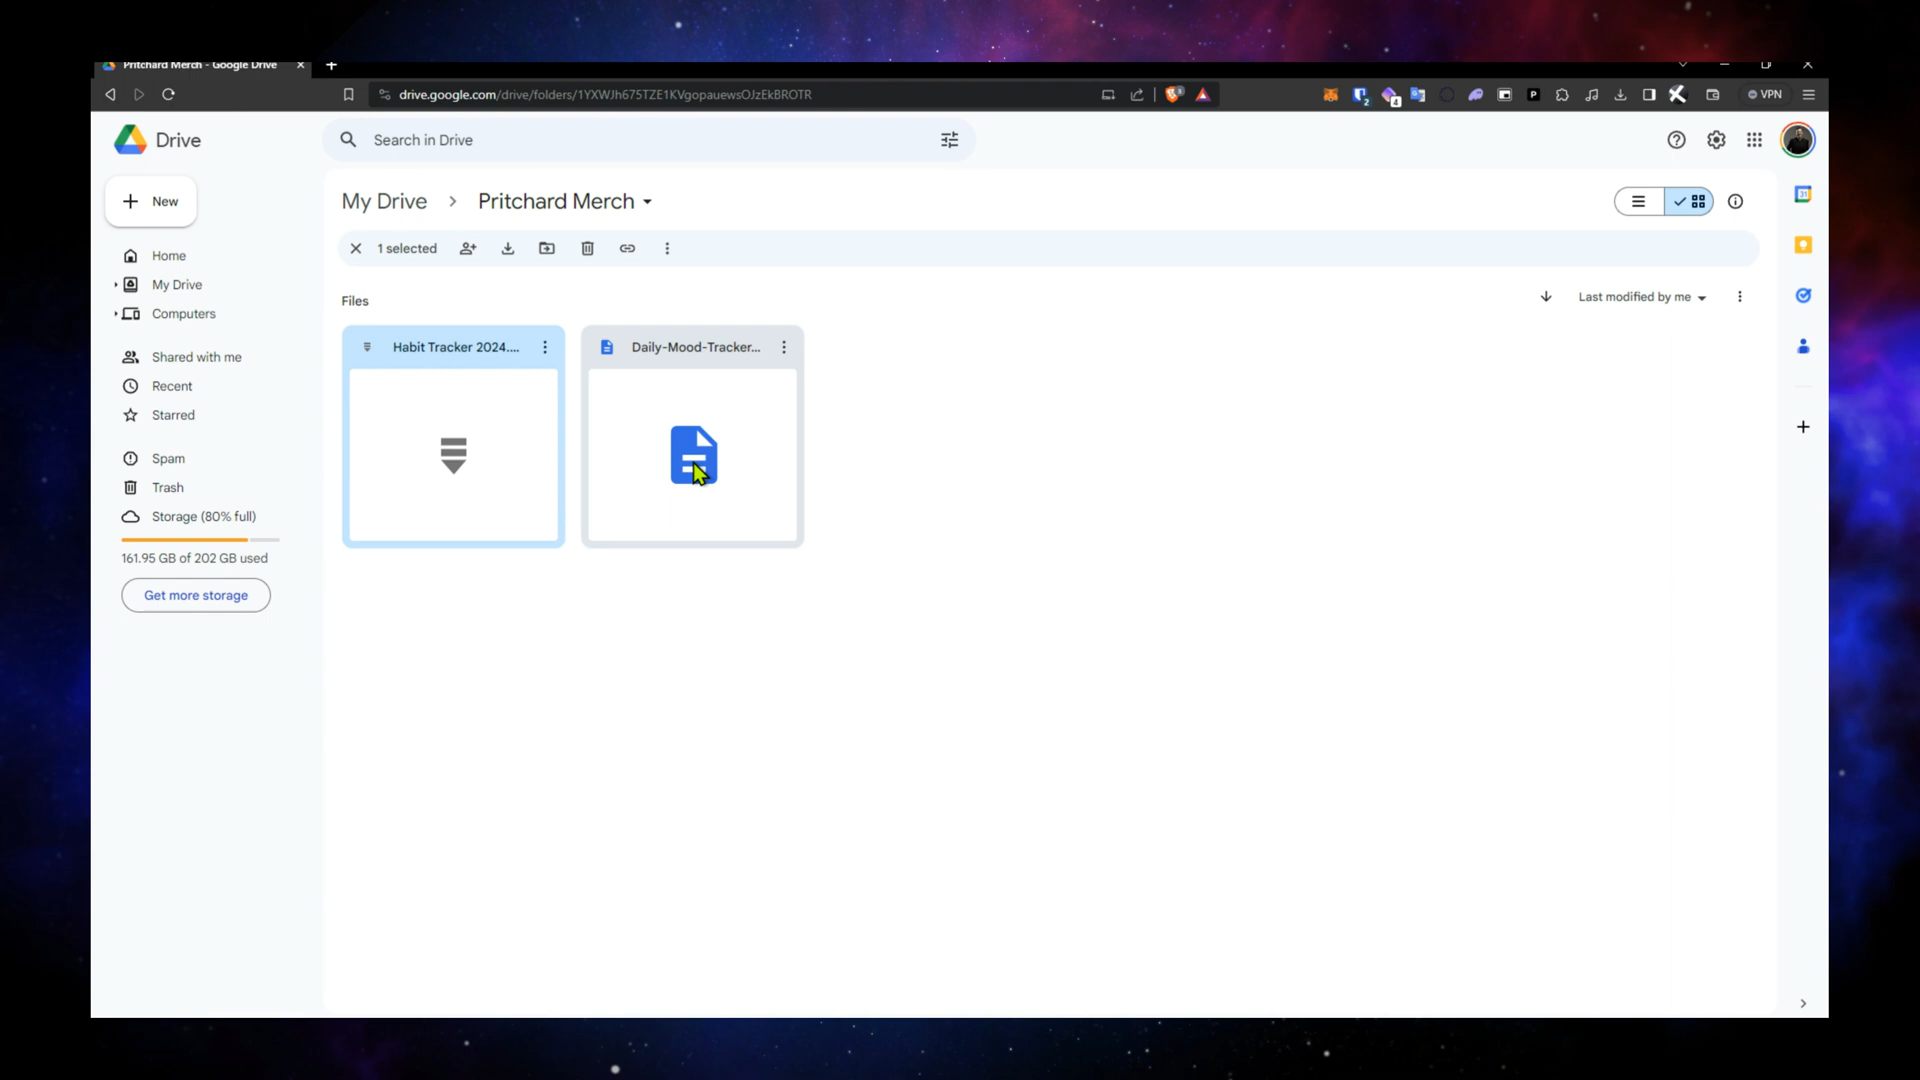 Pritchard Merch - Google Drive
drive.google.com/drive/folders/1YXWJh675TZE1KVgopauewsOJzEkBROTR
2
4
P
VPN
Drive
Search in Drive
New
My Drive
Pritchard Merch
31
1 selected
Home
My Drive
Computers
Shared with me
Recent
Starred
Spam
Trash
Storage (80% full)
161.95 GB of 202 GB used
Get more storage
Files
Last modified by me
Habit Tracker 2024....
Daily-Mood-Tracker...